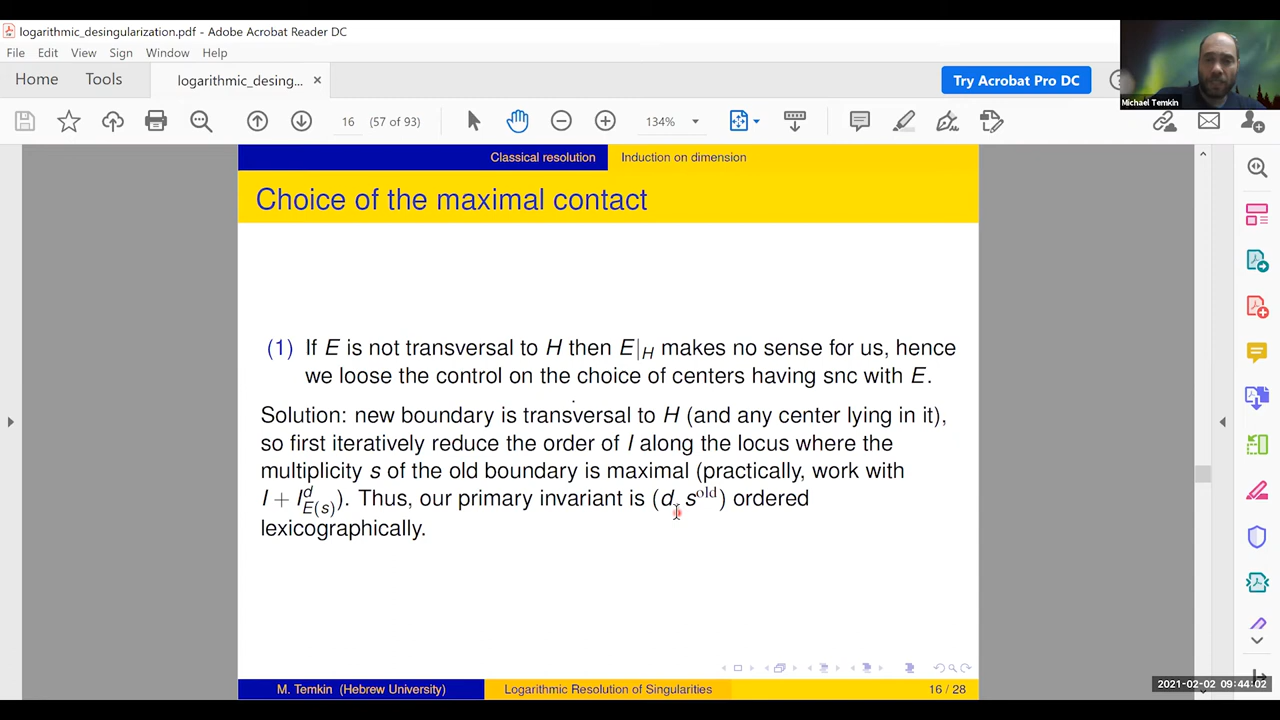 logarithmic_desingularization.pdf - Adobe Acrobat Reader DC
File Edit View Sign Window Help
Home Tools logarithmic_desing... × Try Acrobat Pro DC
Michael Temkin
16 (57 of 93) 134%
Classical resolution Induction on dimension
Choice of the maximal contact
(1) If E is not transversal to H then E|_H makes no sense for us, hence
we loose the control on the choice of centers having snc with E.
Solution: new boundary is transversal to H (and any center lying in it),
so first iteratively reduce the order of I along the locus where the
multiplicity s of the old boundary is maximal (practically, work with
I + I^d_{E(s)}). Thus, our primary invariant is (d, s^old) ordered
lexicographically.
M. Temkin (Hebrew University) Logarithmic Resolution of Singularities 16 / 28
2021-02-02 09:44:02